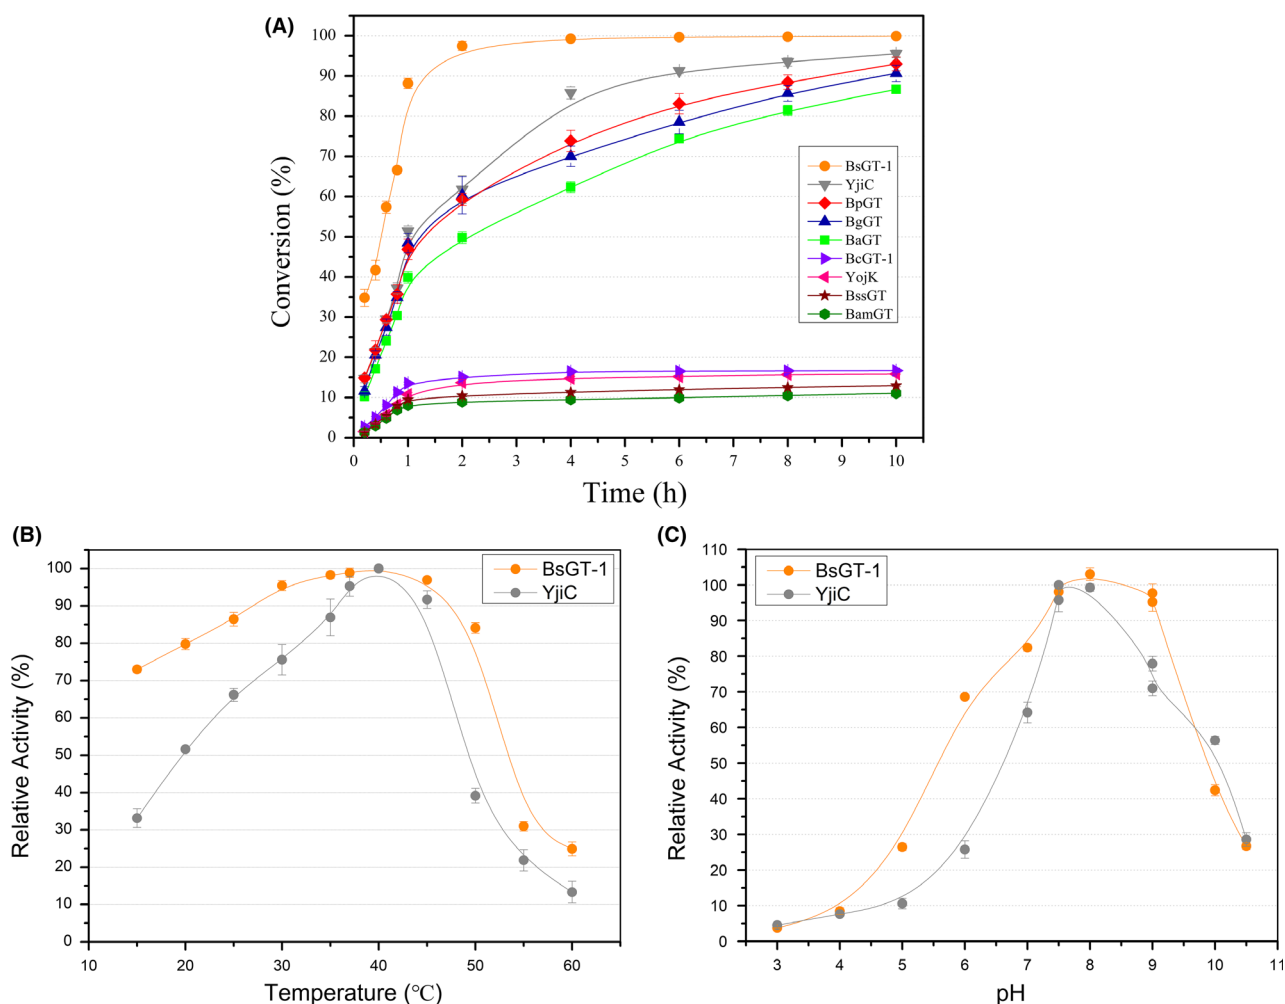 (A)
Conversion (%)
100
90
80
70
60
50
40
30
20
10
0
BsGT-1
YjiC
BpGT
BgGT
BaGT
BcGT-1
YojK
BssGT
BamGT
0 1 2 3 4 5 6 7 8 9 10
Time (h)
(B)
Relative Activity (%)
100
90
80
70
60
50
40
30
20
10
0
BsGT-1
YjiC
10 20 30 40 50 60
Temperature (℃)
(C)
Relative Activity (%)
110
100
90
80
70
60
50
40
30
20
10
0
BsGT-1
YjiC
3 4 5 6 7 8 9 10 11
pH